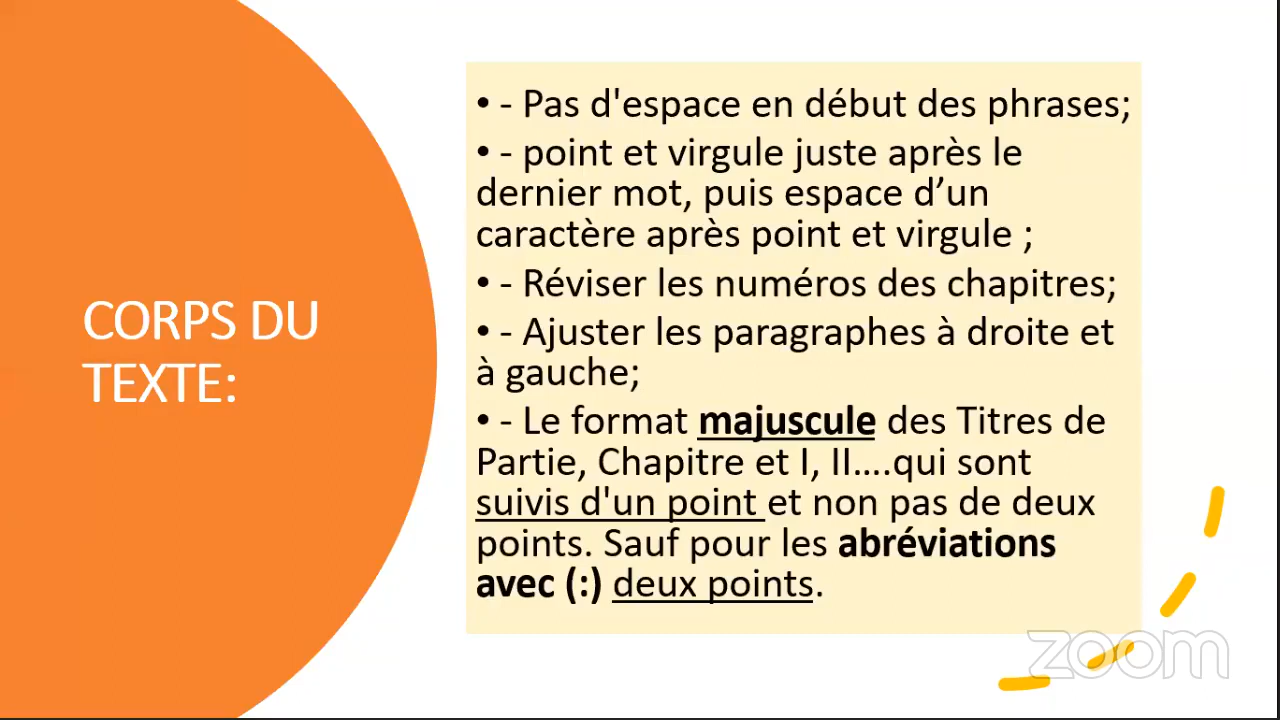 CORPS DU
TEXTE:
• - Pas d'espace en début des phrases;
• - point et virgule juste après le
dernier mot, puis espace d’un
caractère après point et virgule ;
• - Réviser les numéros des chapitres;
• - Ajuster les paragraphes à droite et
à gauche;
• - Le format majuscule des Titres de
Partie, Chapitre et I, II….qui sont
suivis d'un point et non pas de deux
points. Sauf pour les abréviations
avec (:) deux points.
zoom